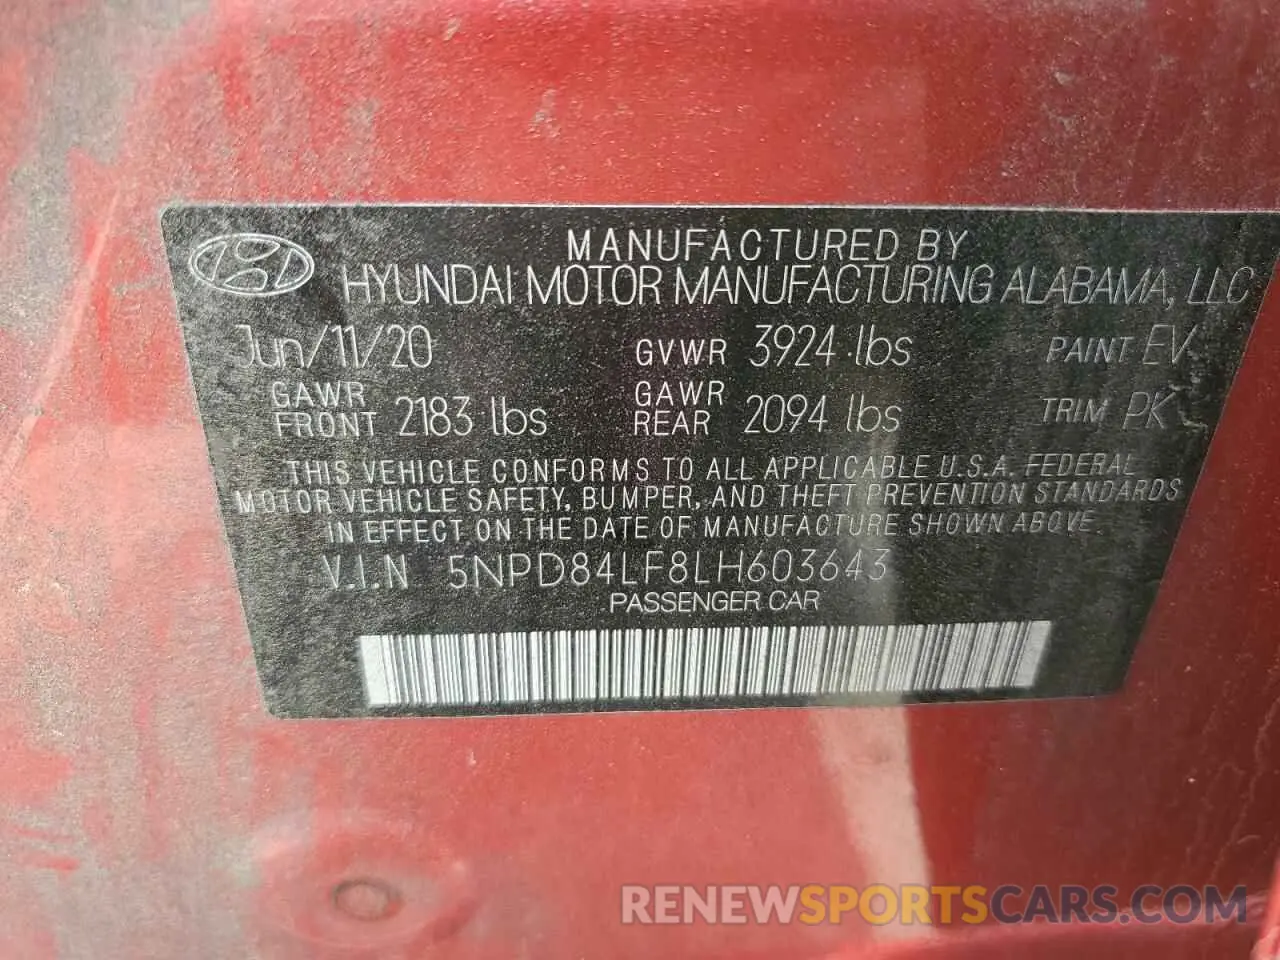 MANUFACTURED BY
HYUNDAI MOTOR MANUFACTURING ALABAMA, LLC
Jun/11/20 GVWR 3924 lbs PAINT EV
GAWR FRONT 2183 lbs GAWR REAR 2094 lbs TRIM PK
THIS VEHICLE CONFORMS TO ALL APPLICABLE U.S.A. FEDERAL
MOTOR VEHICLE SAFETY, BUMPER, AND THEFT PREVENTION STANDARDS
IN EFFECT ON THE DATE OF MANUFACTURE SHOWN ABOVE.
V.I.N 5NPD84LF8LH603643
PASSENGER CAR
RENEWSPORTSCARS.COM